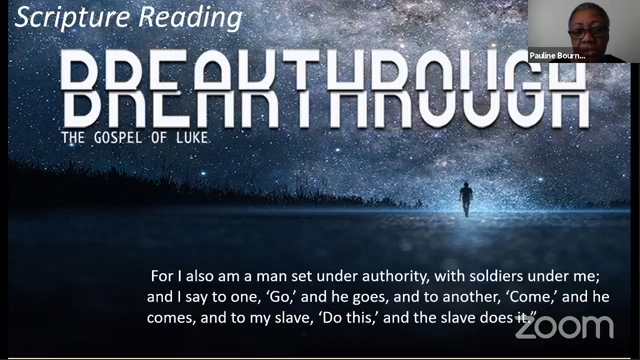 Scripture Reading
BREAKTHROUGH
THE GOSPEL OF LUKE
Pauline Bourn...
For I also am a man set under authority, with soldiers under me;
and I say to one, ‘Go,’ and he goes, and to another, ‘Come,’ and he
comes, and to my slave, ‘Do this,’ and the slave does it.”
zoom